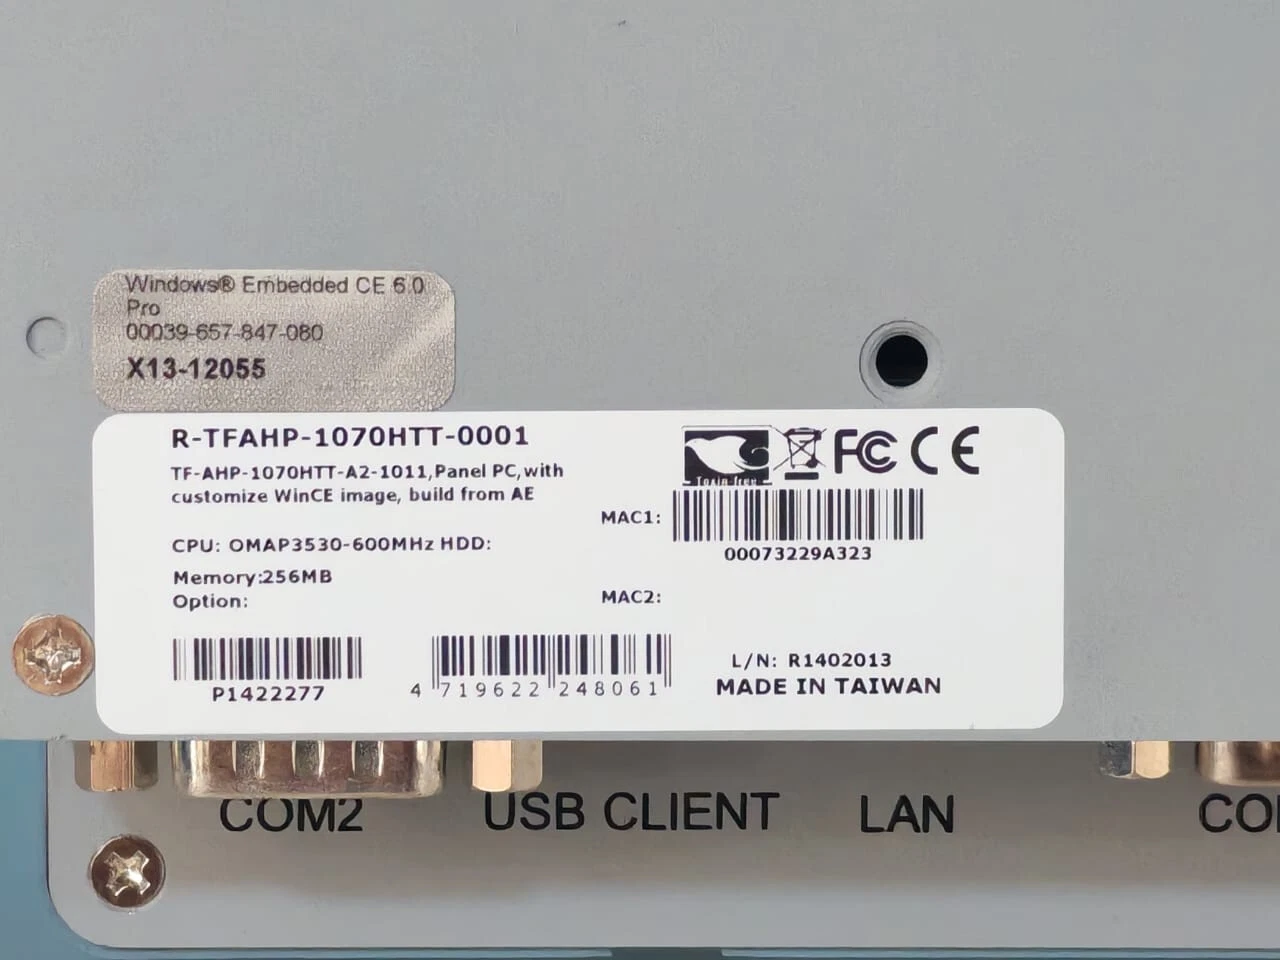 Windows® Embedded CE 6.0
Pro
00039-657-847-080
X13-12055
R-TFAHP-1070HTT-0001
TF-AHP-1070HTT-A2-1011,Panel PC,with
customize WinCE image, build from AE
CPU: OMAP3530-600MHz HDD:
Memory:256MB
Option:
P1422277
4 719622 248061
Toxin-free
FC CE
MAC1:
00073229A323
MAC2:
L/N: R1402013
MADE IN TAIWAN
COM2
USB CLIENT
LAN